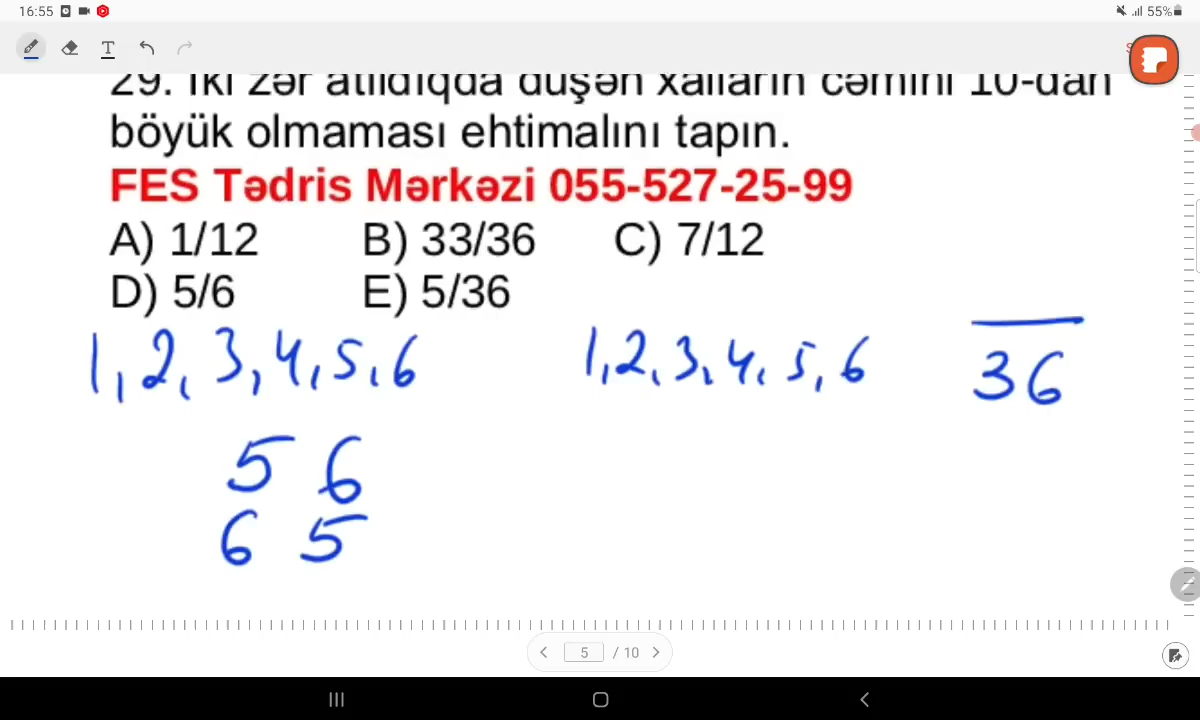 16:55 55%
T
29. İki zər atıldıqda düşən xalların cəmini 10-dan
böyük olmaması ehtimalını tapın.
FES Tədris Mərkəzi 055-527-25-99
A) 1/12 B) 33/36 C) 7/12
D) 5/6 E) 5/36
1, 2, 3, 4, 5, 6 1, 2, 3, 4, 5, 6 36
5 6
6 5
5 / 10